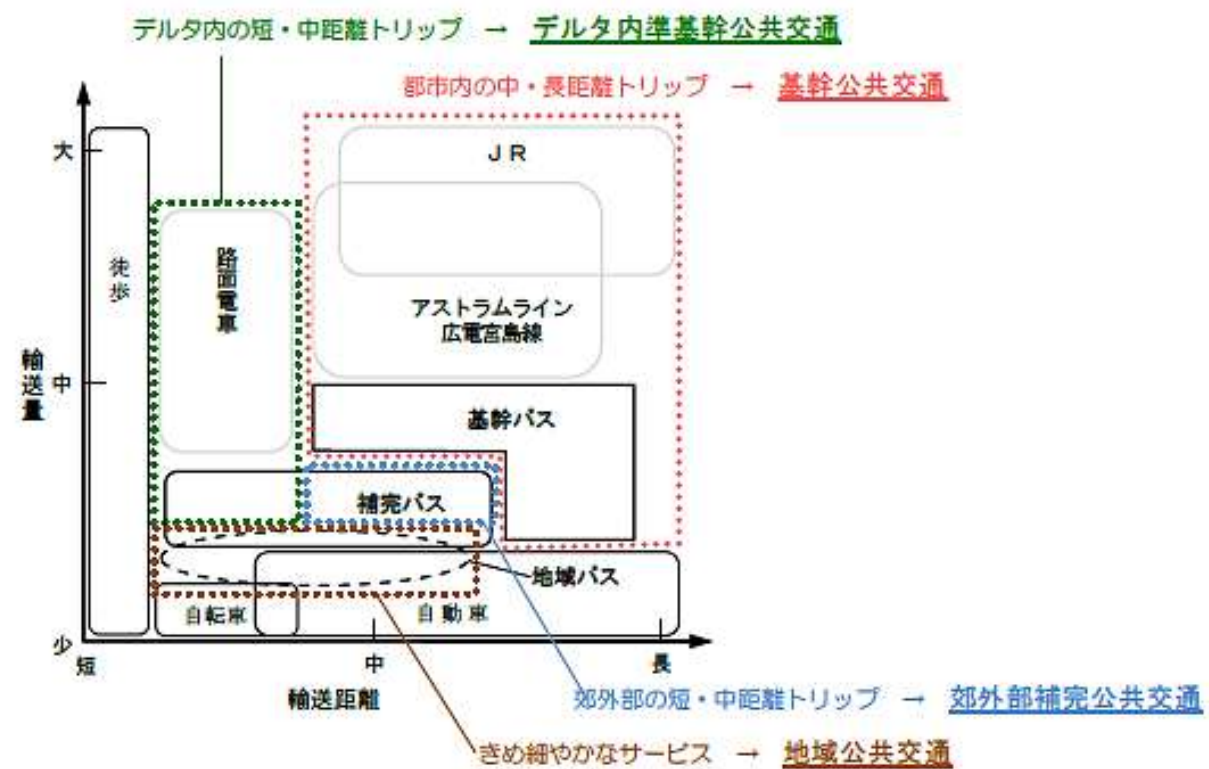 デルタ内の短・中距離トリップ → デルタ内準基幹公共交通
都市内の中・長距離トリップ → 基幹公共交通
大
JR
徒歩
路面電車
アストラムライン
広電宮島線
輸送量
中
基幹バス
補完バス
地域バス
自転車
自動車
少
短
中
長
輸送距離
郊外部の短・中距離トリップ → 郊外部補完公共交通
きめ細やかなサービス → 地域公共交通